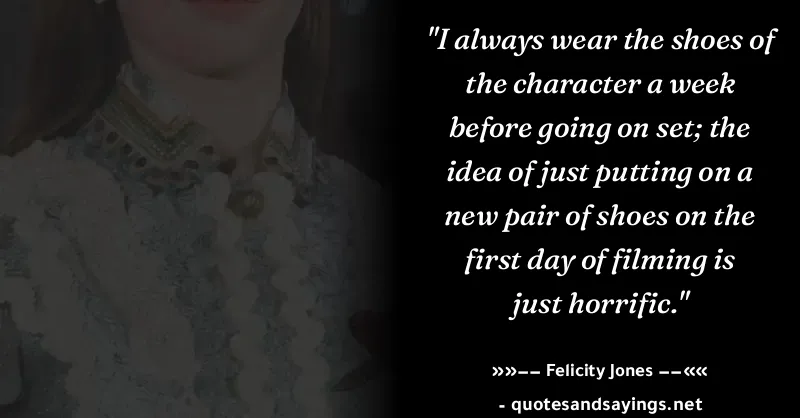 "I always wear the shoes of
the character a week
before going on set; the
idea of just putting on a
new pair of shoes on the
first day of filming is
just horrific."
»»–– Felicity Jones ––««
- quotesandsayings.net